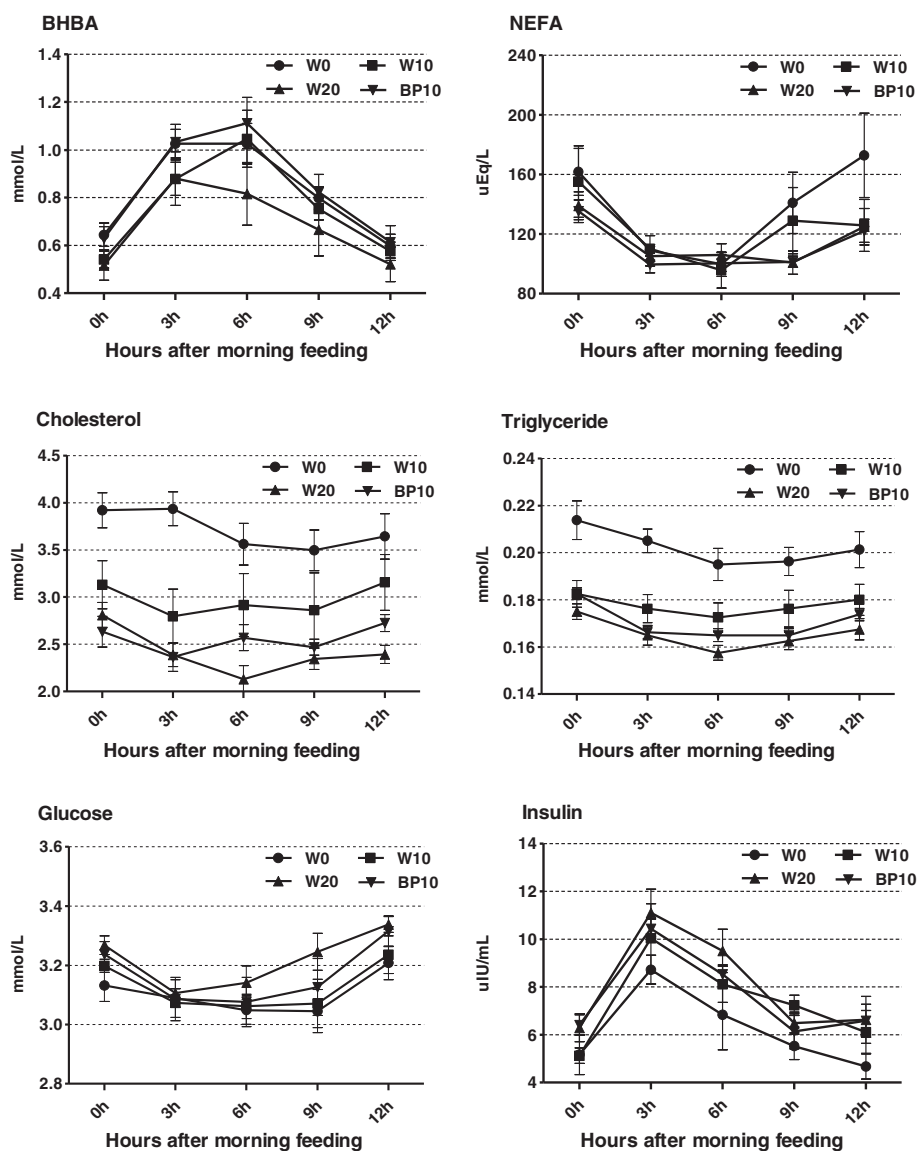 BHBA
1.4
1.2
1.0
0.8
0.6
0.4
mmol/L
W0 W10
W20 BP10
0h 3h 6h 9h 12h
Hours after morning feeding
NEFA
240
200
160
120
80
uEq/L
W0 W10
W20 BP10
0h 3h 6h 9h 12h
Hours after morning feeding
Cholesterol
4.5
4.0
3.5
3.0
2.5
2.0
mmol/L
W0 W10
W20 BP10
0h 3h 6h 9h 12h
Hours after morning feeding
Triglyceride
0.24
0.22
0.20
0.18
0.16
0.14
mmol/L
W0 W10
W20 BP10
0h 3h 6h 9h 12h
Hours after morning feeding
Glucose
3.6
3.4
3.2
3.0
2.8
mmol/L
W0 W10
W20 BP10
0h 3h 6h 9h 12h
Hours after morning feeding
Insulin
14
12
10
8
6
4
uIU/mL
W0 W10
W20 BP10
0h 3h 6h 9h 12h
Hours after morning feeding